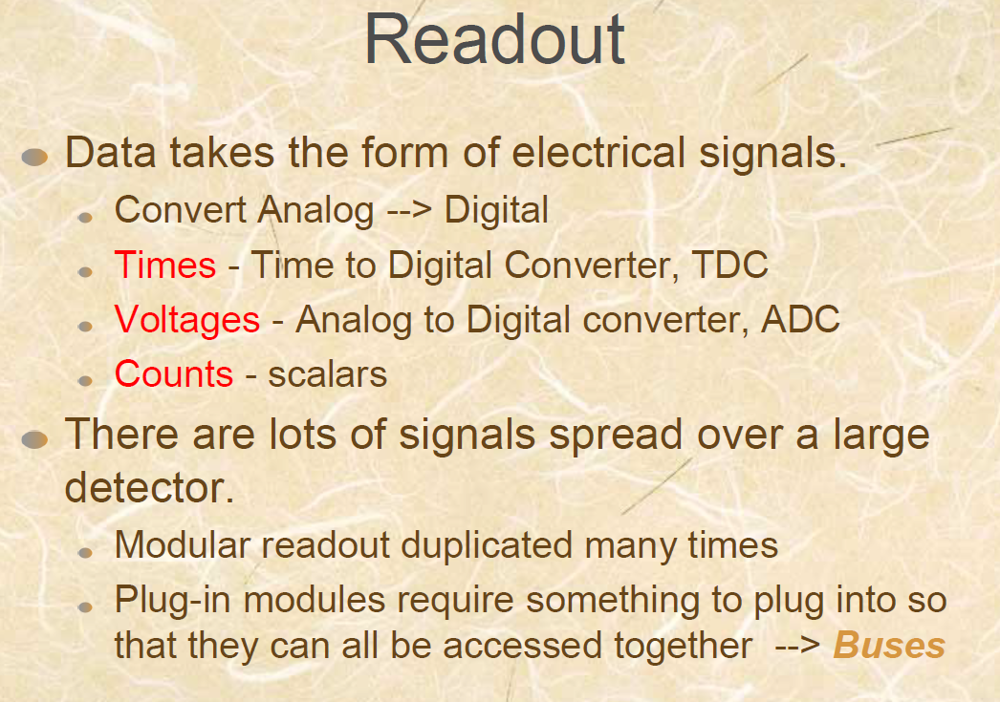 Readout
Data takes the form of electrical signals.
Convert Analog --> Digital
Times - Time to Digital Converter, TDC
Voltages - Analog to Digital converter, ADC
Counts - scalars
There are lots of signals spread over a large
detector.
Modular readout duplicated many times
Plug-in modules require something to plug into so
that they can all be accessed together --> Buses